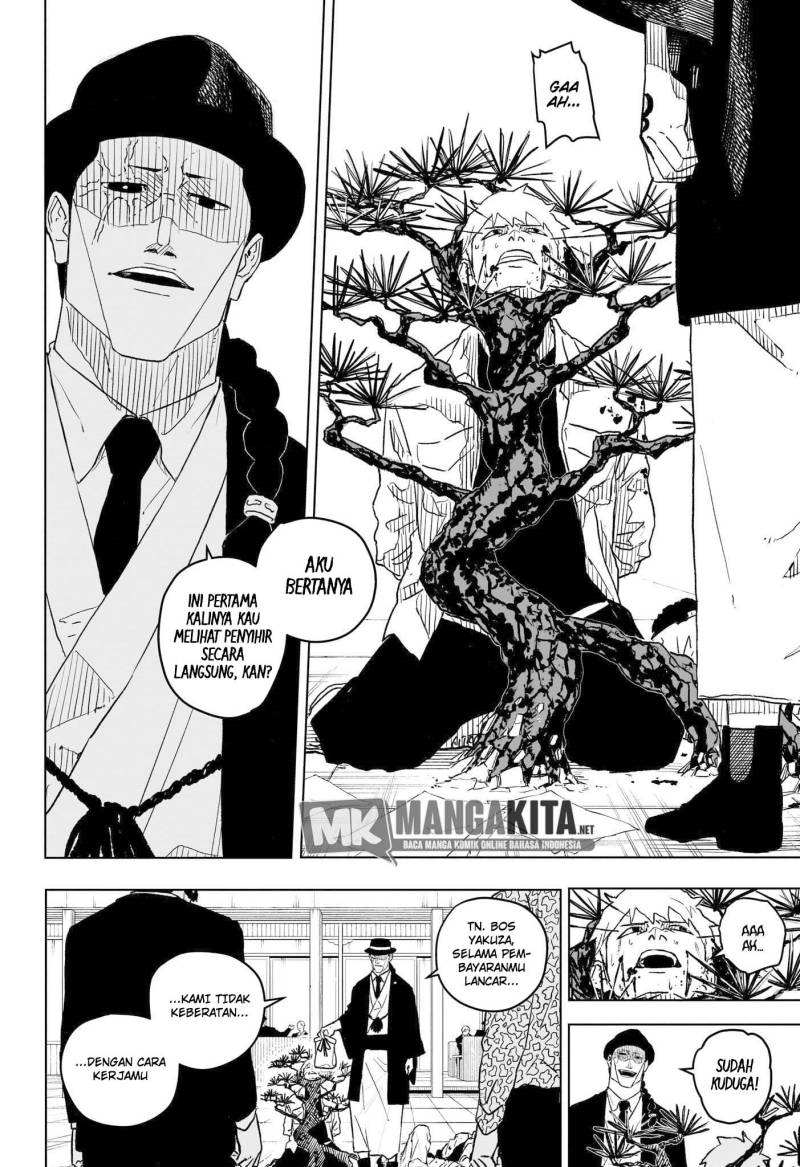 GAA
AH...
AKU
BERTANYA
INI PERTAMA
KALINYA KAU
MELIHAT PENYIHIR
SECARA
LANGSUNG, KAN?
MK
MANGAKITA.NET
BACA MANGA KOMIK ONLINE BAHASA INDONESIA
AAA
AH...
SUDAH
KUDUGA!
TN. BOS
YAKUZA,
SELAMA PEM-
BAYARANMU
LANCAR...
...KAMI TIDAK
KEBERATAN...
...DENGAN CARA
KERJAMU